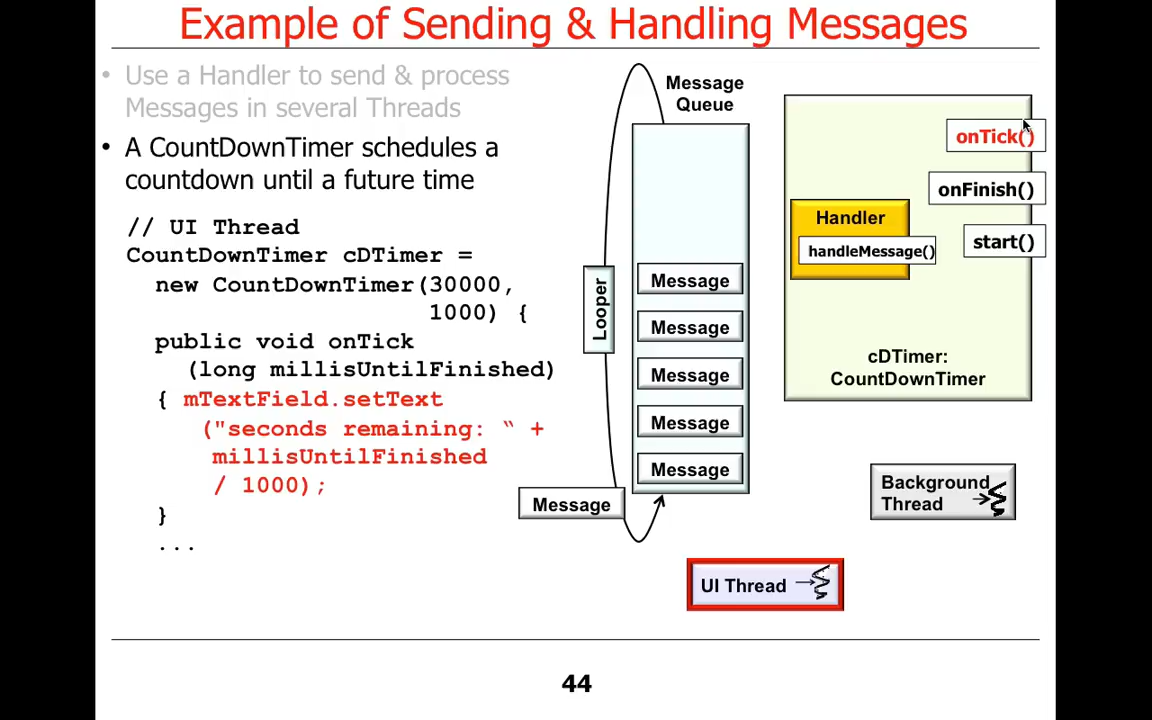 Example of Sending & Handling Messages
• Use a Handler to send & process
Messages in several Threads
• A CountDownTimer schedules a
countdown until a future time
// UI Thread
CountDownTimer cDTimer =
new CountDownTimer(30000,
1000) {
public void onTick
(long millisUntilFinished)
{ mTextField.setText
("seconds remaining: “ +
millisUntilFinished
/ 1000);
}
...
Message
Queue
Looper
Message
Message
Message
Message
Message
Message
onTick()
onFinish()
start()
Handler
handleMessage()
cDTimer:
CountDownTimer
Background
Thread
UI Thread
44